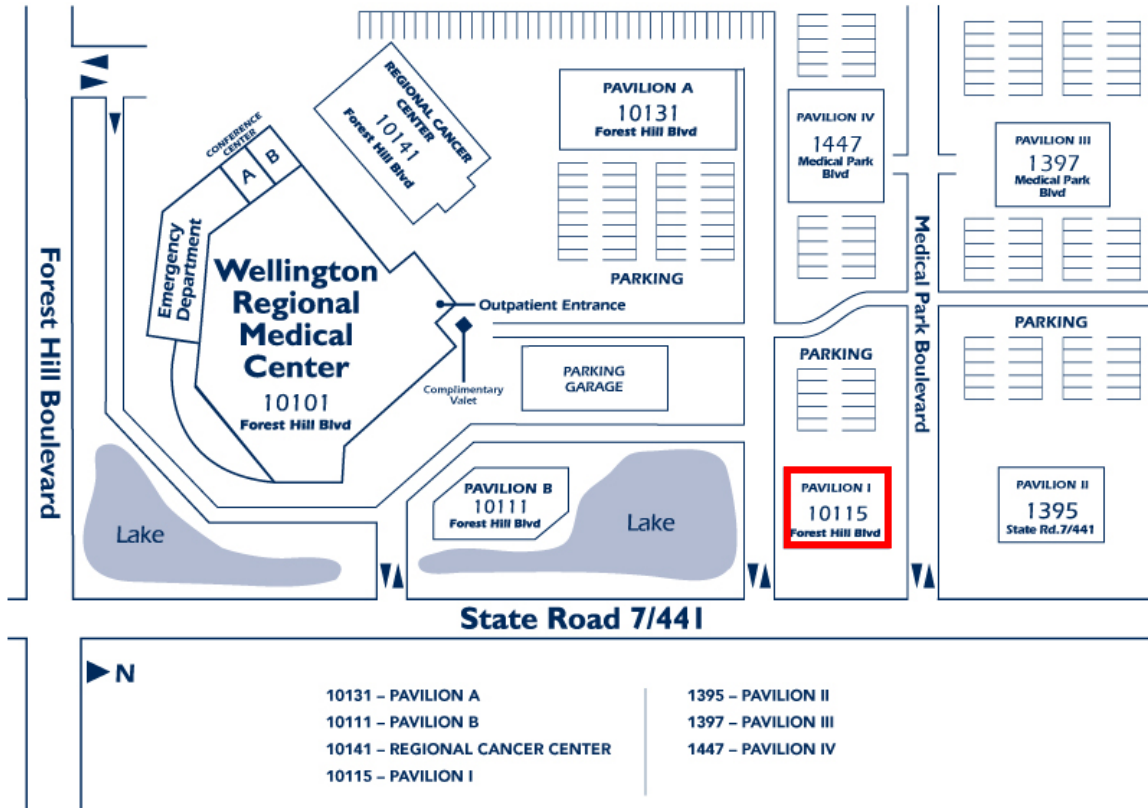 REGIONAL CANCER
CENTER
10141
Forest Hill Blvd
PAVILION A
10131
Forest Hill Blvd
PAVILION IV
1447
Medical Park
Blvd
PAVILION III
1397
Medical Park
Blvd
CONFERENCE
CENTER
A
B
Emergency
Department
Forest Hill Boulevard
Wellington
Regional
Medical
Center
10101
Forest Hill Blvd
Outpatient Entrance
Complimentary
Valet
PARKING
PARKING
GARAGE
Medical Park Boulevard
PARKING
PARKING
Lake
PAVILION B
10111
Forest Hill Blvd
Lake
PAVILION I
10115
Forest Hill Blvd
PAVILION II
1395
State Rd.7/441
State Road 7/441
N
10131 – PAVILION A
10111 – PAVILION B
10141 – REGIONAL CANCER CENTER
10115 – PAVILION I
1395 – PAVILION II
1397 – PAVILION III
1447 – PAVILION IV